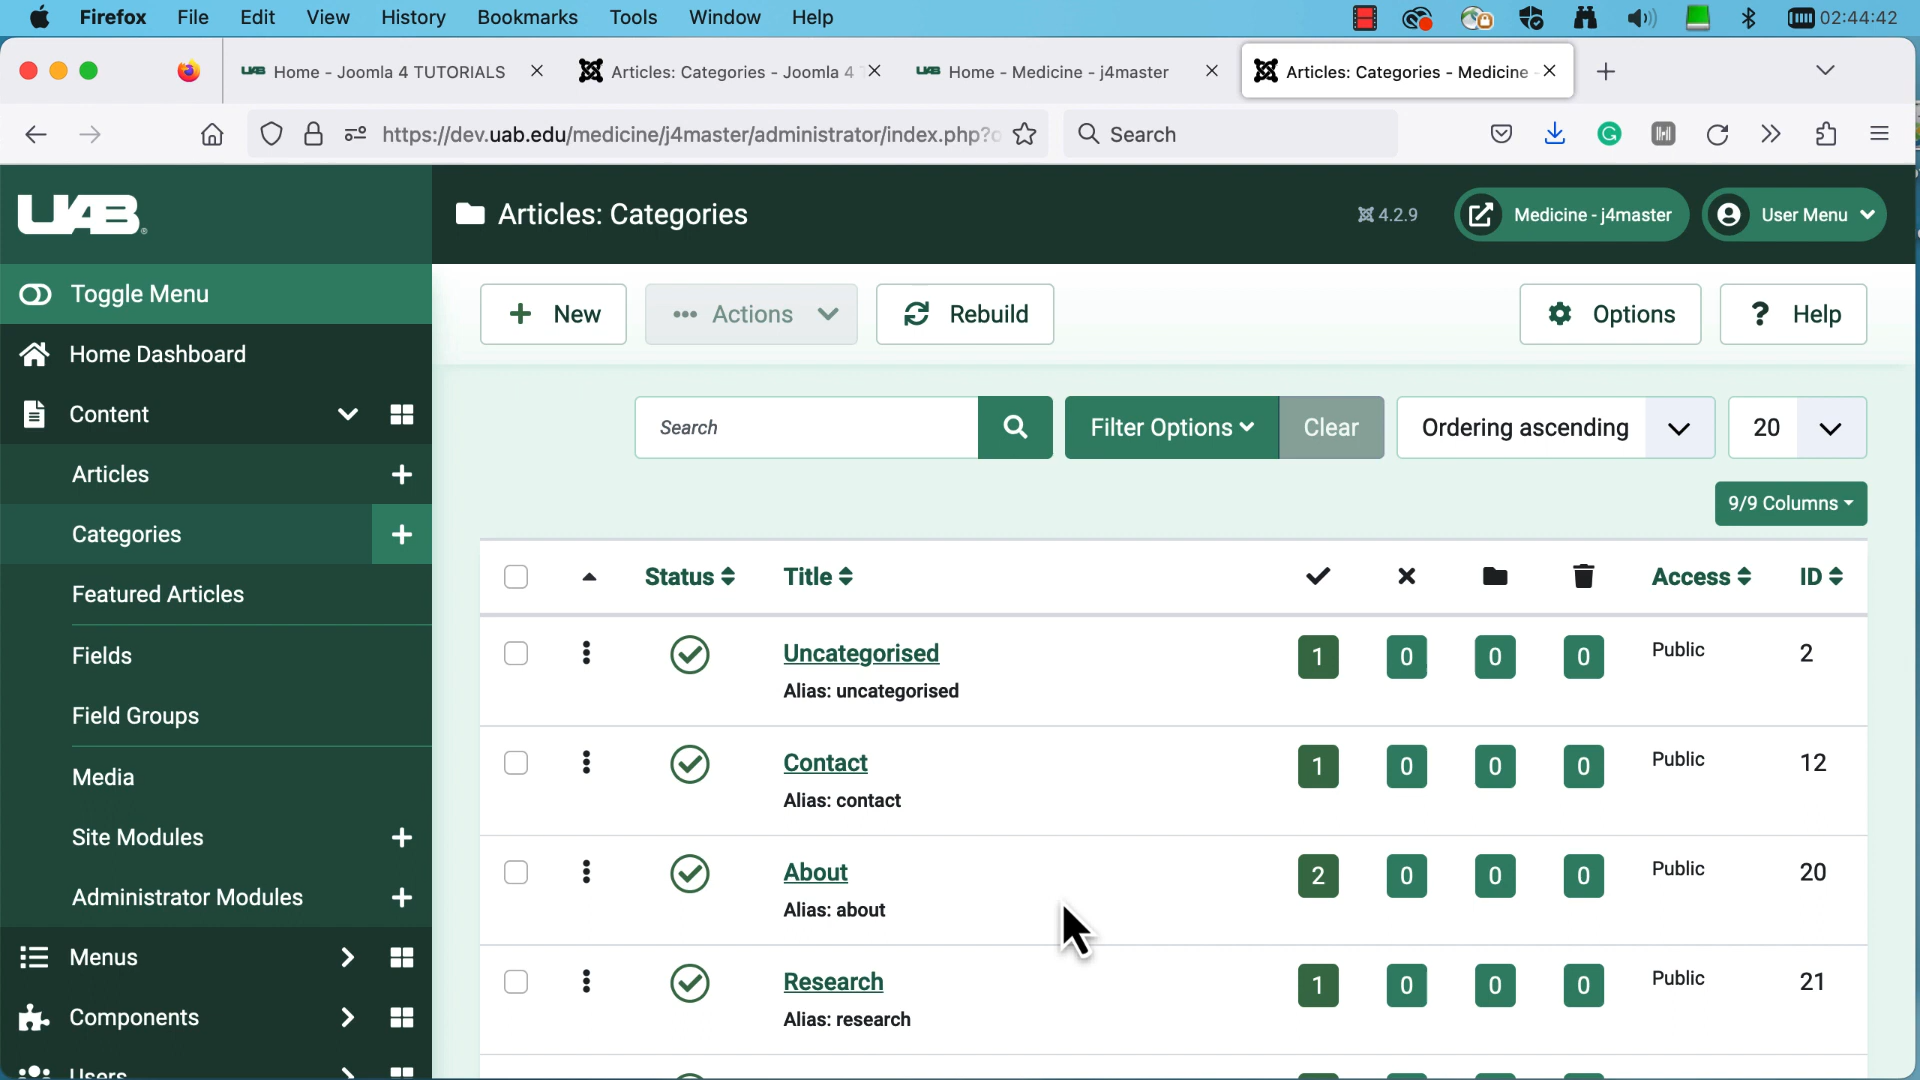 Firefox File Edit View History Bookmarks Tools Window Help 02:44:42
UAB Home - Joomla 4 TUTORIALS Articles: Categories - Joomla 4 UAB Home - Medicine - j4master Articles: Categories - Medicine
https://dev.uab.edu/medicine/j4master/administrator/index.php? Search
UAB Articles: Categories 4.2.9 Medicine - j4master User Menu
Toggle Menu
New Actions Rebuild Options ? Help
Home Dashboard
Content
Search Filter Options Clear Ordering ascending 20
Articles
9/9 Columns
Categories
Status Title Access ID
Featured Articles
Fields
Uncategorised 1 0 0 0 Public 2
Alias: uncategorised
Field Groups
Contact 1 0 0 0 Public 12
Alias: contact
Media
Site Modules
About 2 0 0 0 Public 20
Alias: about
Administrator Modules
Menus
Research 1 0 0 0 Public 21
Alias: research
Components
Users